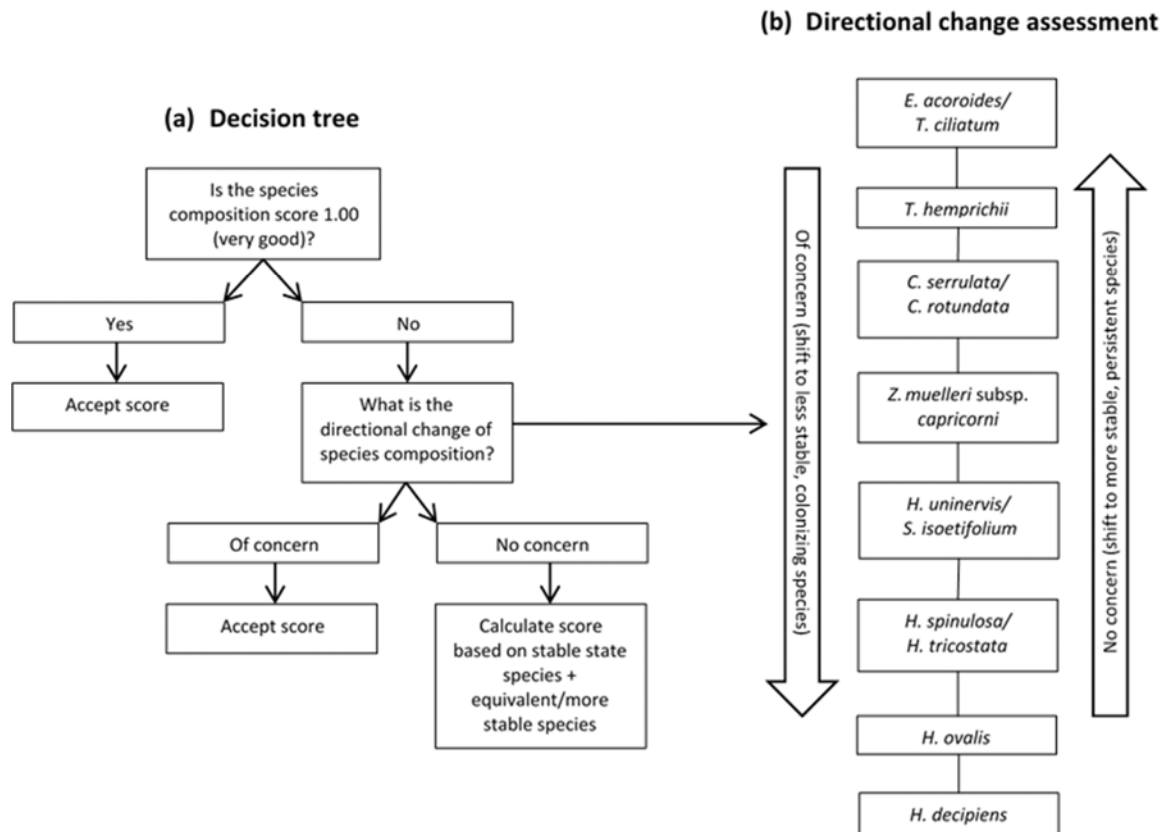 (b) Directional change assessment
(a) Decision tree
Is the species
composition score 1.00
(very good)?
Yes
No
Accept score
What is the
directional change of
species composition?
Of concern
No concern
Accept score
Calculate score
based on stable state
species +
equivalent/more
stable species
Of concern (shift to less stable, colonizing species)
E. acoroides/
T. ciliatum
T. hemprichii
C. serrulata/
C. rotundata
Z. muelleri subsp.
capricorni
H. uninervis/
S. isoetifolium
H. spinulosa/
H. tricostata
H. ovalis
H. decipiens
No concern (shift to more stable, persistent species)